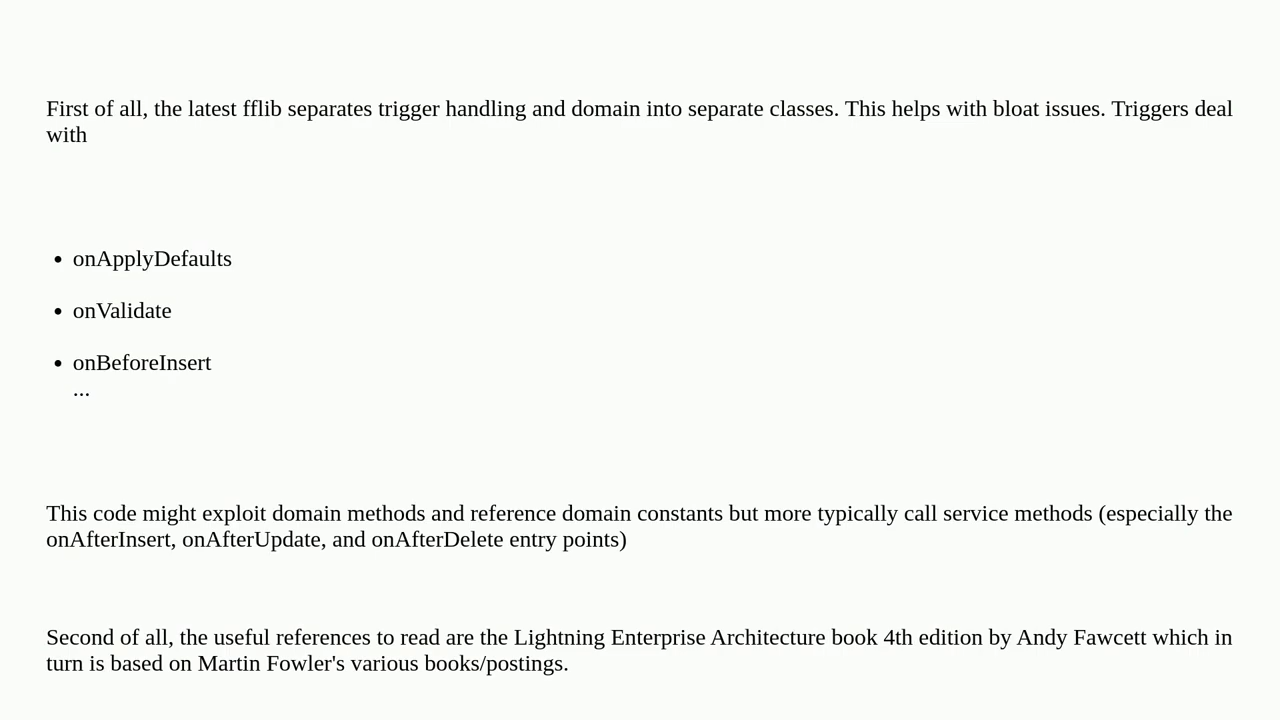 First of all, the latest fflib separates trigger handling and domain into separate classes. This helps with bloat issues. Triggers deal
with
• onApplyDefaults
• onValidate
• onBeforeInsert
...
This code might exploit domain methods and reference domain constants but more typically call service methods (especially the
onAfterInsert, onAfterUpdate, and onAfterDelete entry points)
Second of all, the useful references to read are the Lightning Enterprise Architecture book 4th edition by Andy Fawcett which in
turn is based on Martin Fowler's various books/postings.